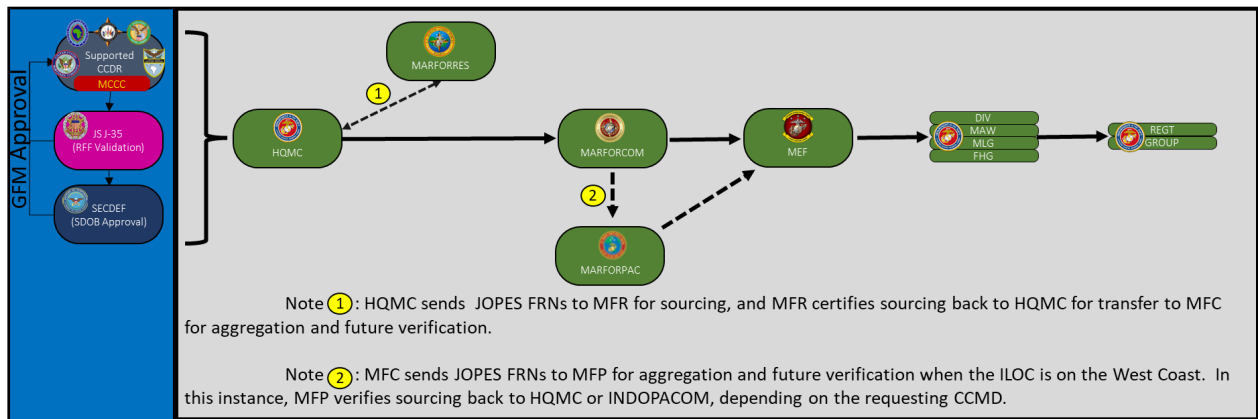 GFM Approval
Supported
CCDR
MCCC
JS J-35
(RFF Validation)
SECDEF
(SDOB Approval)
MARFORRES
1
HQMC
MARFORCOM
MEF
DIV
MAW
MLG
FHG
REGT
GROUP
2
MARFORPAC
Note 1: HQMC sends JOPES FRNs to MFR for sourcing, and MFR certifies sourcing back to HQMC for transfer to MFC
for aggregation and future verification.
Note 2: MFC sends JOPES FRNs to MFP for aggregation and future verification when the ILOC is on the West Coast. In
this instance, MFP verifies sourcing back to HQMC or INDOPACOM, depending on the requesting CCMD.